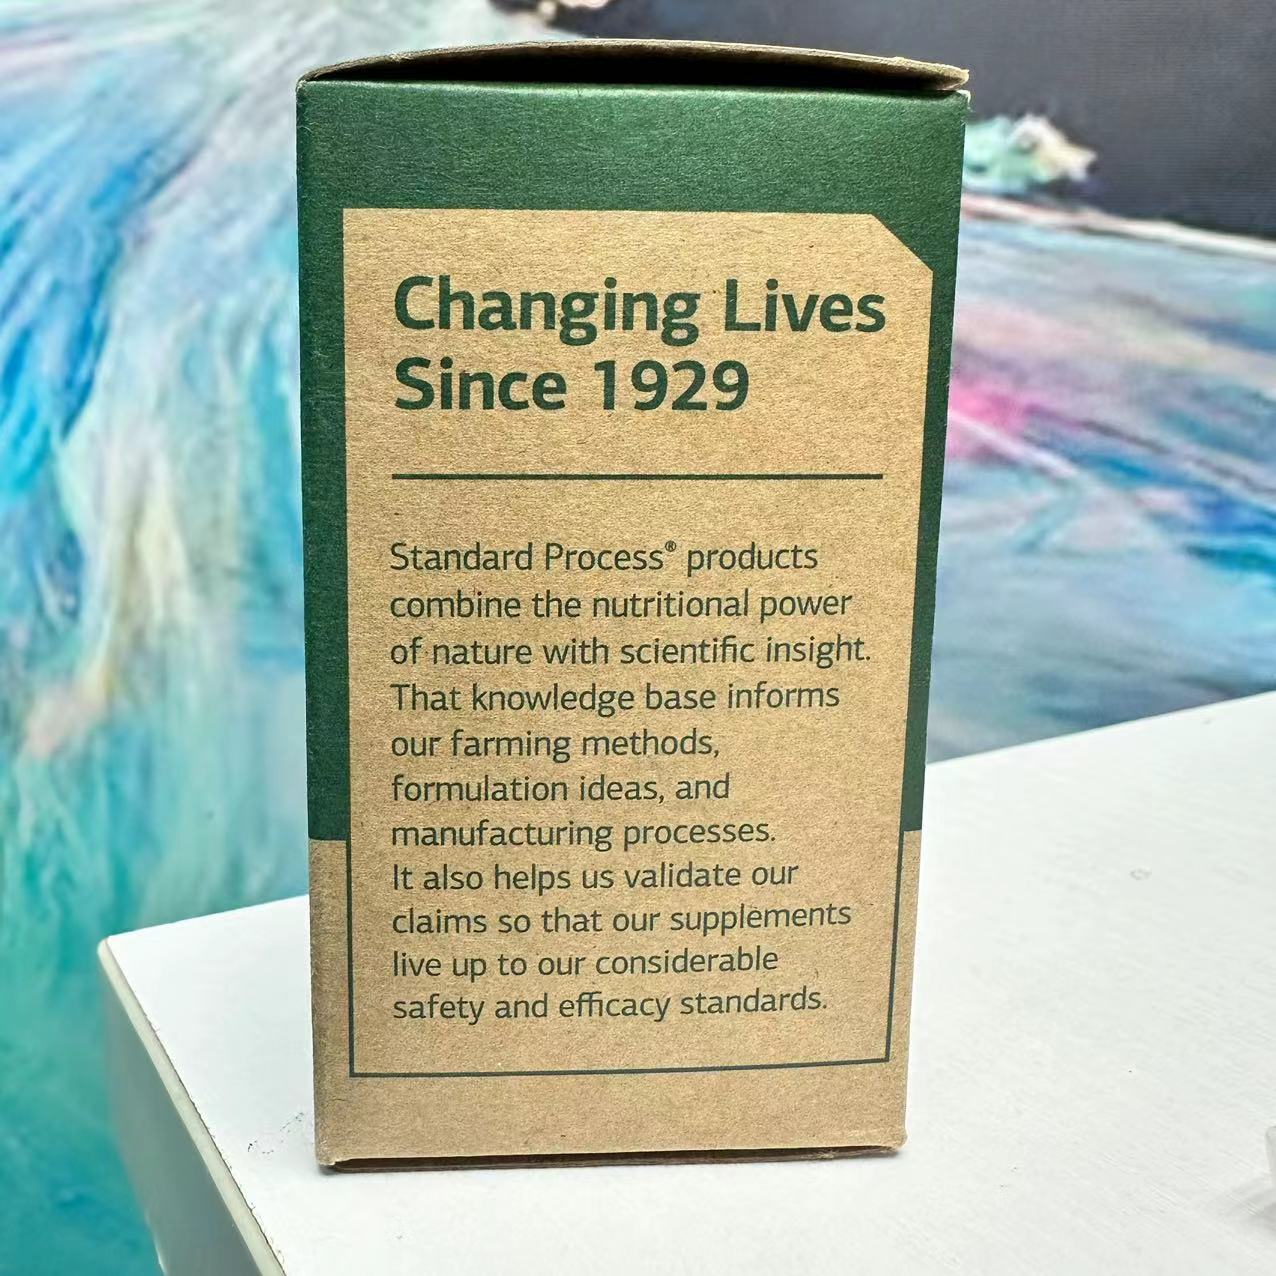 Changing Lives
Since 1929
Standard Process® products
combine the nutritional power
of nature with scientific insight.
That knowledge base informs
our farming methods,
formulation ideas, and
manufacturing processes.
It also helps us validate our
claims so that our supplements
live up to our considerable
safety and efficacy standards.